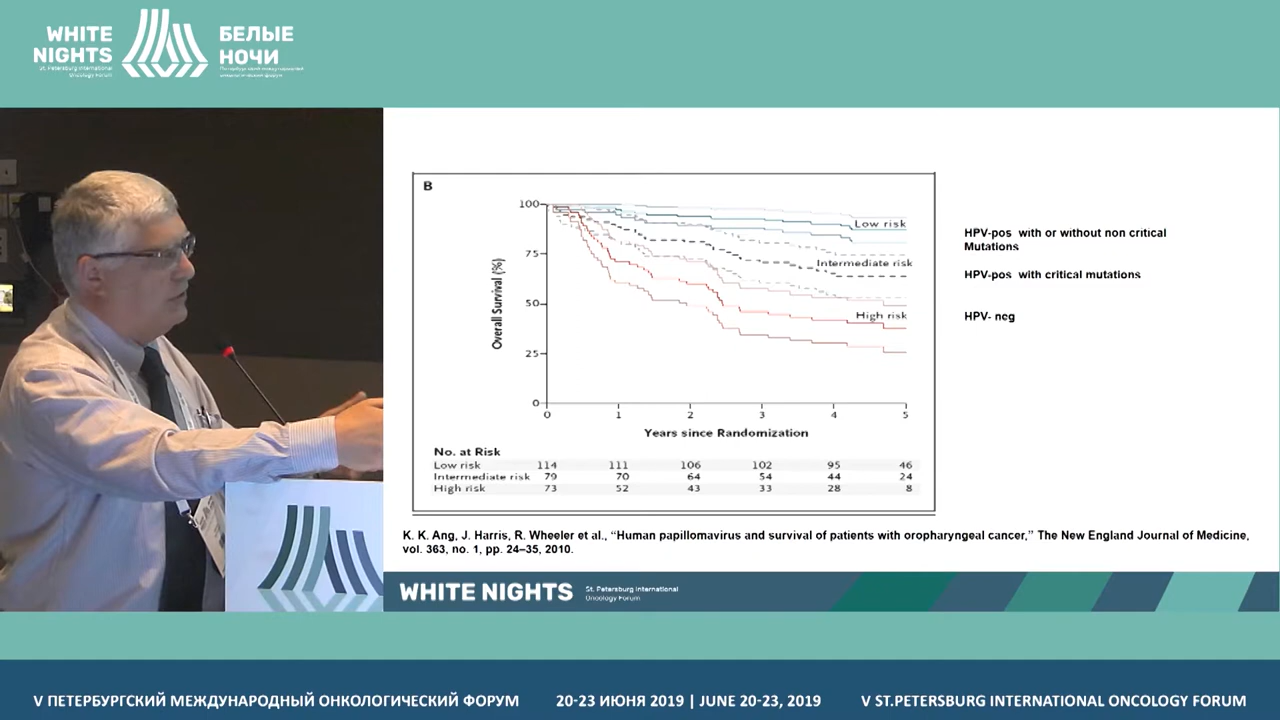 WHITE
NIGHTS
St. Petersburg International
Oncology Forum
БЕЛЫЕ
НОЧИ
Петербургский международный
онкологический форум
B
100
75
50
25
0
Overall Survival (%)
Low risk
Intermediate risk
High risk
0 1 2 3 4 5
Years since Randomization
No. at Risk
Low risk 114 111 106 102 95 46
Intermediate risk 79 70 64 54 44 24
High risk 73 52 43 33 28 8
HPV-pos with or without non critical
Mutations
HPV-pos with critical mutations
HPV- neg
K. K. Ang, J. Harris, R. Wheeler et al., “Human papillomavirus and survival of patients with oropharyngeal cancer,” The New England Journal of Medicine,
vol. 363, no. 1, pp. 24–35, 2010.
WHITE NIGHTS
St. Petersburg International
Oncology Forum
V ПЕТЕРБУРГСКИЙ МЕЖДУНАРОДНЫЙ ОНКОЛОГИЧЕСКИЙ ФОРУМ
20-23 ИЮНЯ 2019 | JUNE 20-23, 2019
V ST.PETERSBURG INTERNATIONAL ONCOLOGY FORUM